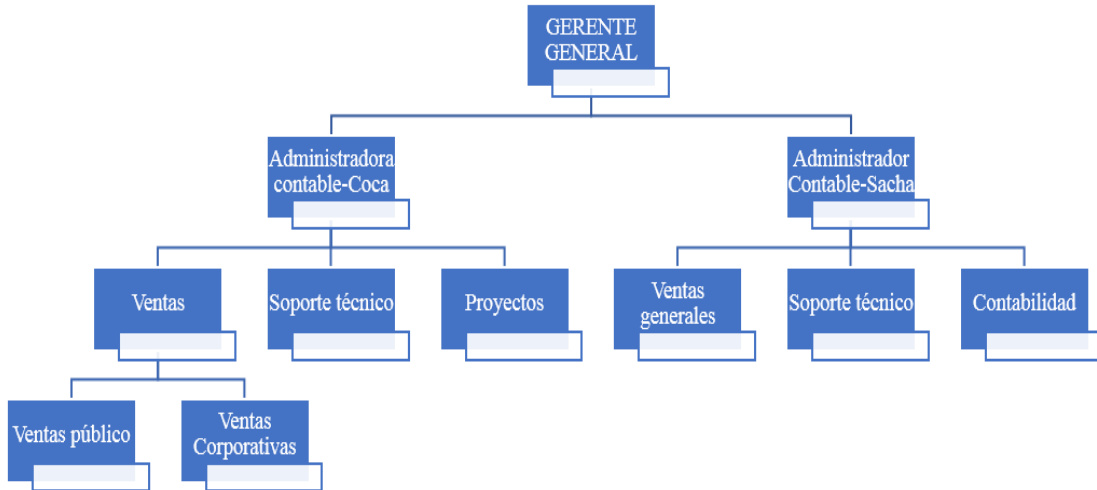 GERENTE
GENERAL
Administradora
contable-Coca
Administrador
Contable-Sacha
Ventas
Soporte técnico
Proyectos
Ventas
generales
Soporte técnico
Contabilidad
Ventas público
Ventas
Corporativas